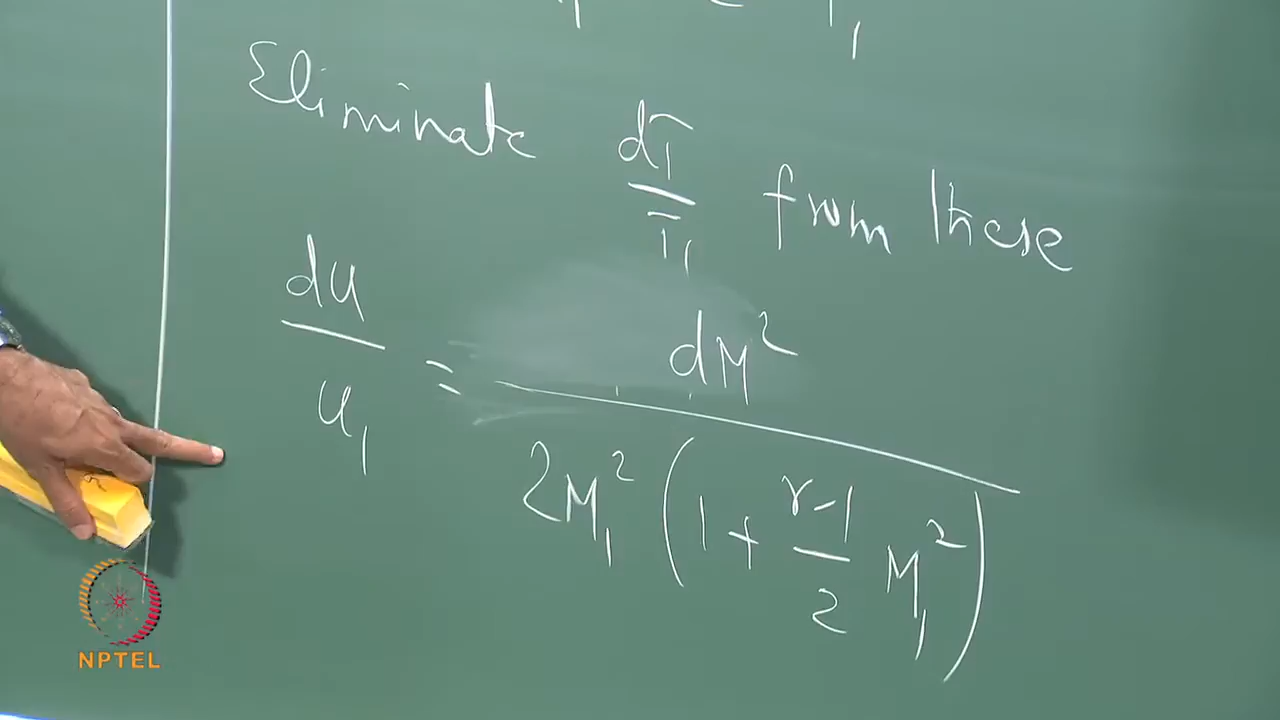 Eliminate dT/T₁ from these
du/u₁ = dM²/(2M₁²(1 + (γ-1)/2 M₁²))
NPTEL